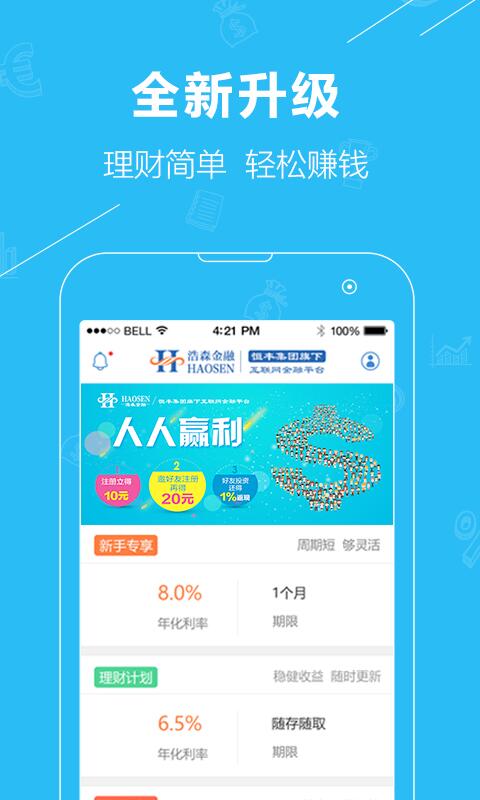 全新升级
理财简单 轻松赚钱
BELL 4:21 PM 100%
浩森金融 恒丰集团旗下
HAOSEN 互联网金融平台
HAOSEN 恒丰集团旗下互联网金融平台
浩森金融
人人赢利
1 2 3
注册立得 邀好友注册 好友投资
10元 再得 还得
20元 1%返现
新手专享 周期短 够灵活
8.0% 1个月
年化利率 期限
理财计划 稳健收益 随时更新
6.5% 随存随取
年化利率 期限